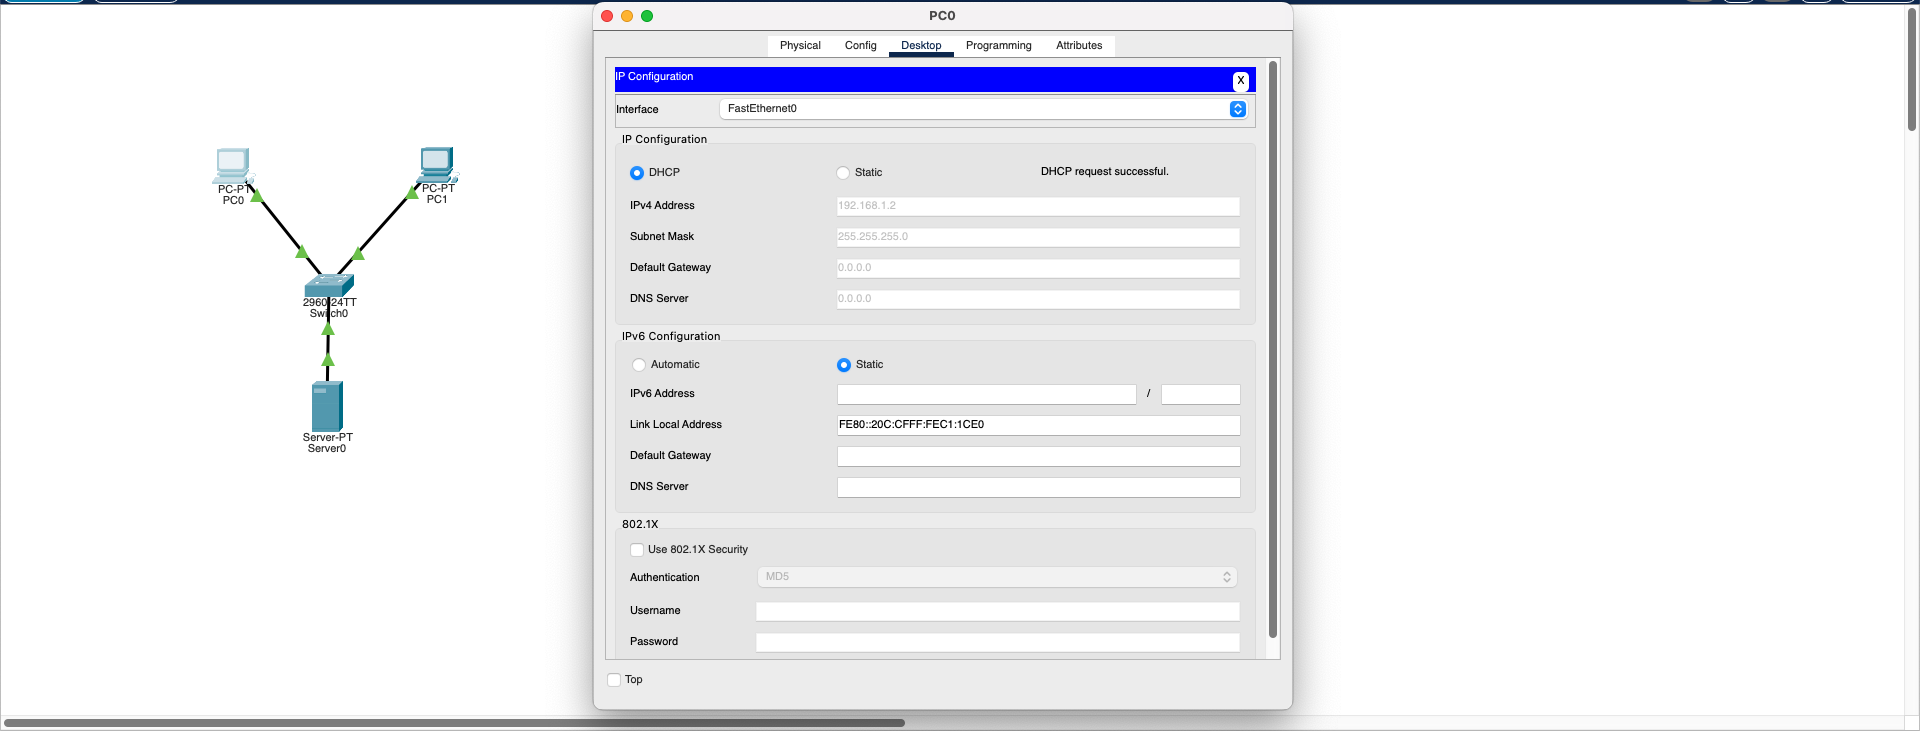 PC0
Physical Config Desktop Programming Attributes
IP Configuration X
Interface FastEthernet0
IP Configuration
DHCP Static DHCP request successful.
IPv4 Address 192.168.1.2
Subnet Mask 255.255.255.0
Default Gateway 0.0.0.0
DNS Server 0.0.0.0
IPv6 Configuration
Automatic Static
IPv6 Address /
Link Local Address FE80::20C:CFFF:FEC1:1CE0
Default Gateway
DNS Server
802.1X
Use 802.1X Security
Authentication MD5
Username
Password
Top
PC-PT
PC0
PC-PT
PC1
2960-24TT
Switch0
Server-PT
Server0